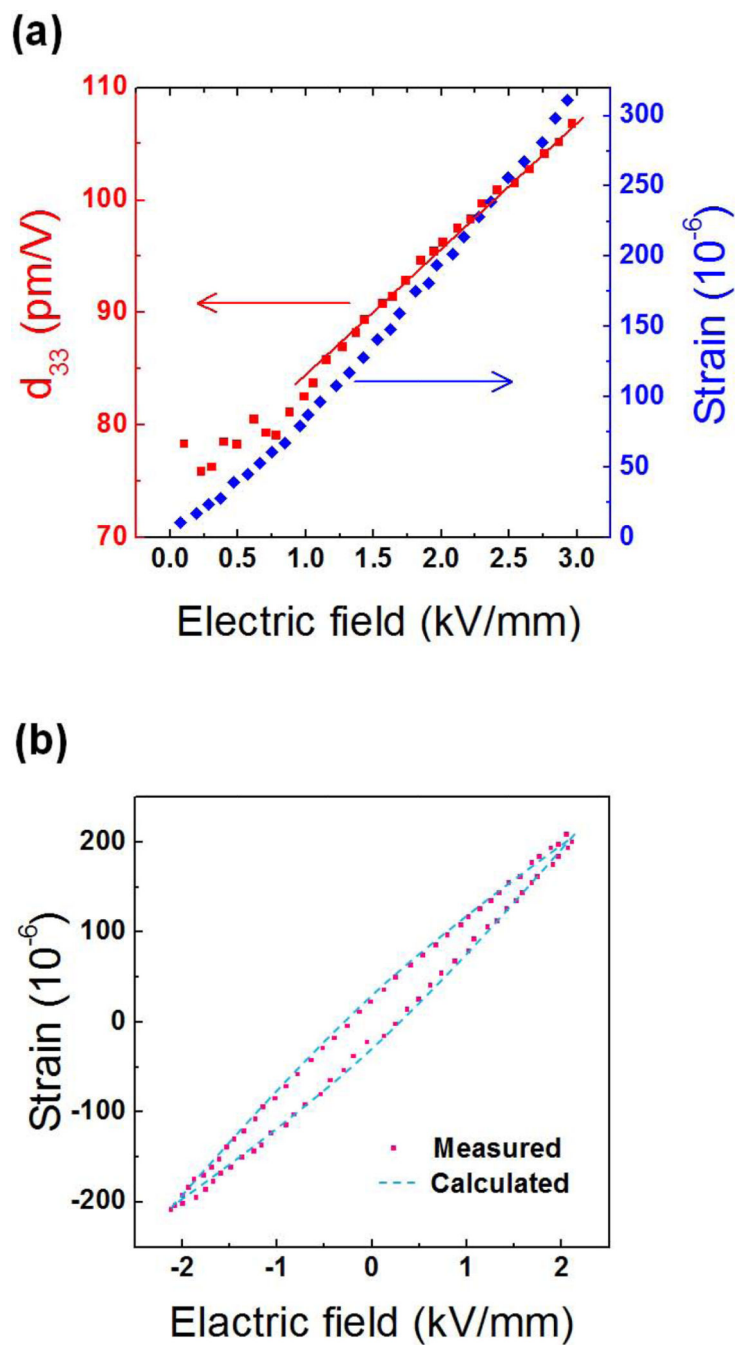 (a)
110
100
90
80
70
d33 (pm/V)
300
250
200
150
100
50
0
Strain (10-6)
0.0 0.5 1.0 1.5 2.0 2.5 3.0
Electric field (kV/mm)
(b)
200
100
0
-100
-200
Strain (10-6)
Measured
Calculated
-2 -1 0 1 2
Elactric field (kV/mm)